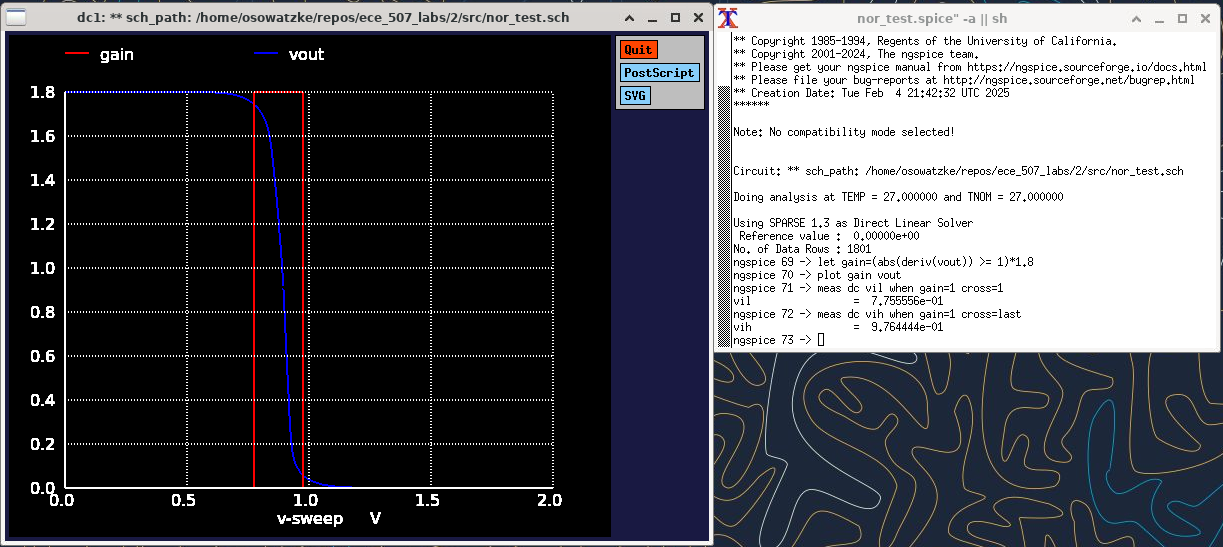 dc1: ** sch_path: /home/osowatzke/repos/ece_507_labs/2/src/nor_test.sch
gain
vout
Quit
PostScript
SVG
1.8
1.6
1.4
1.2
1.0
0.8
0.6
0.4
0.2
0.0
0.0
0.5
1.0
1.5
2.0
v-sweep V
nor_test.spice" -a || sh
** Copyright 1985-1994, Regents of the University of California.
** Copyright 2001-2024, The ngspice team.
** Please get your ngspice manual from https://ngspice.sourceforge.io/docs.html
** Please file your bug-reports at http://ngspice.sourceforge.net/bugrep.html
** Creation Date: Tue Feb  4 21:42:32 UTC 2025
******
Note: No compatibility mode selected!
Circuit: ** sch_path: /home/osowatzke/repos/ece_507_labs/2/src/nor_test.sch
Doing analysis at TEMP = 27.000000 and TNOM = 27.000000
Using SPARSE 1.3 as Direct Linear Solver
Reference value :  0.00000e+00
No. of Data Rows : 1801
ngspice 69 -> let gain=(abs(deriv(vout)) >= 1)*1.8
ngspice 70 -> plot gain vout
ngspice 71 -> meas dc vil when gain=1 cross=1
vil                 =  7.755556e-01
ngspice 72 -> meas dc vih when gain=1 cross=last
vih                 =  9.764444e-01
ngspice 73 ->